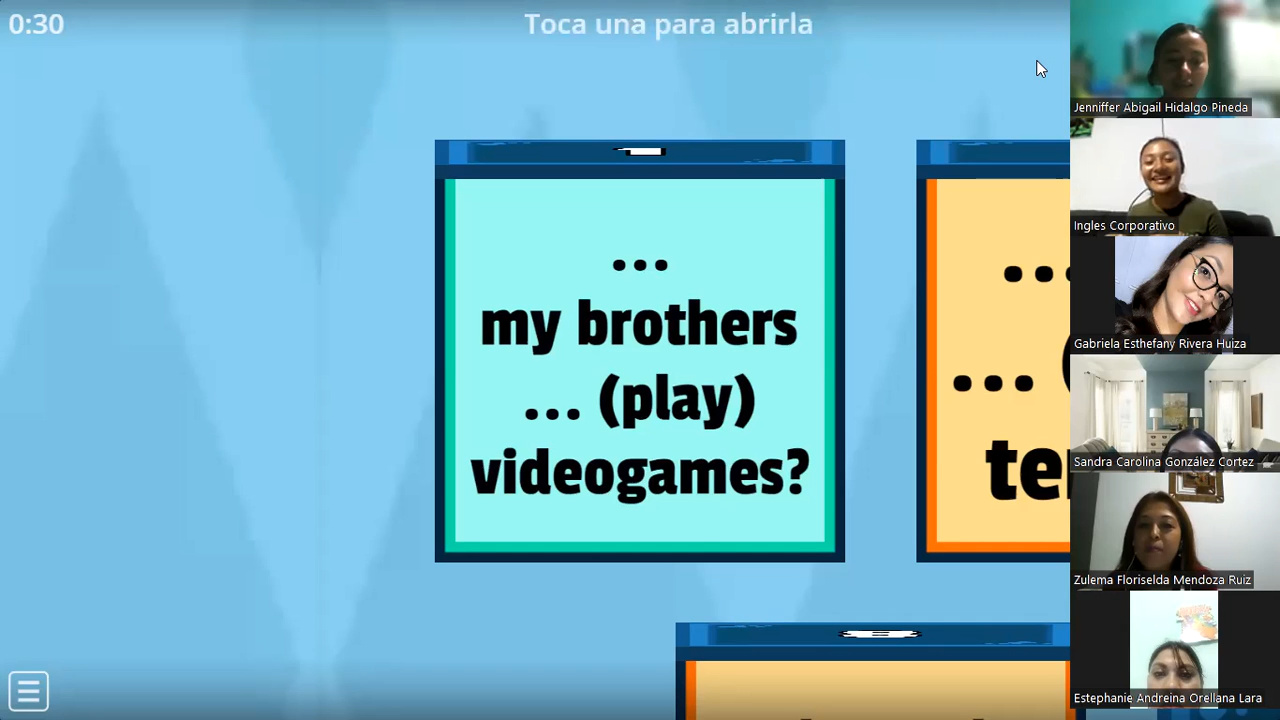 0:30
Toca una para abrirla
...
my brothers
... (play)
videogames?
Jenniffer Abigail Hidalgo Pineda
Ingles Corporativo
Gabriela Esthefany Rivera Huiza
Sandra Carolina González Cortez
Zulema Floriselda Mendoza Ruiz
Estephanie Andreina Orellana Lara